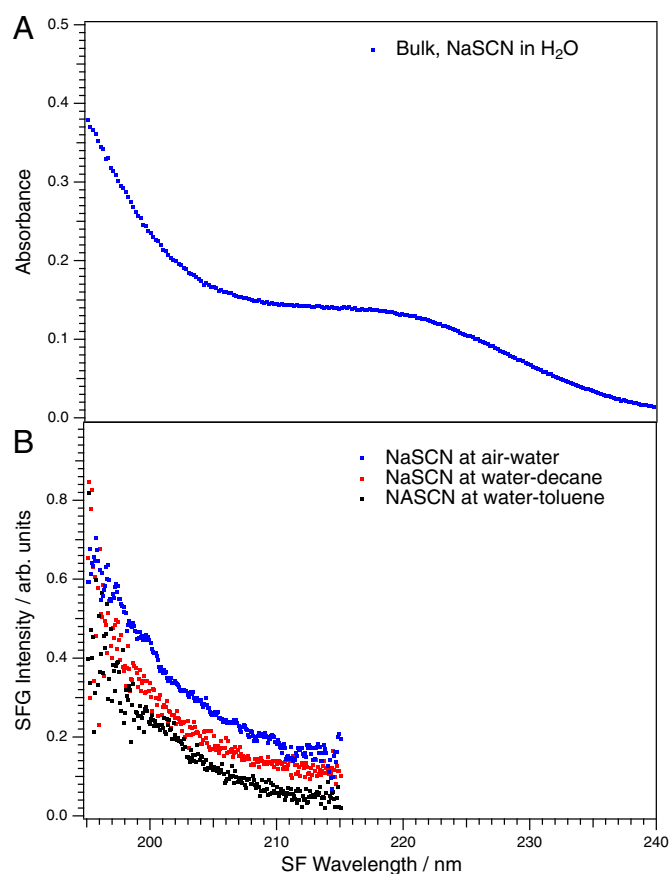 A
0.5
0.4
0.3
0.2
0.1
0.0
Absorbance
Bulk, NaSCN in H₂O
B
0.8
0.6
0.4
0.2
0.0
SFG Intensity / arb. units
NaSCN at air-water
NaSCN at water-decane
NASCN at water-toluene
200 210 220 230 240
SF Wavelength / nm